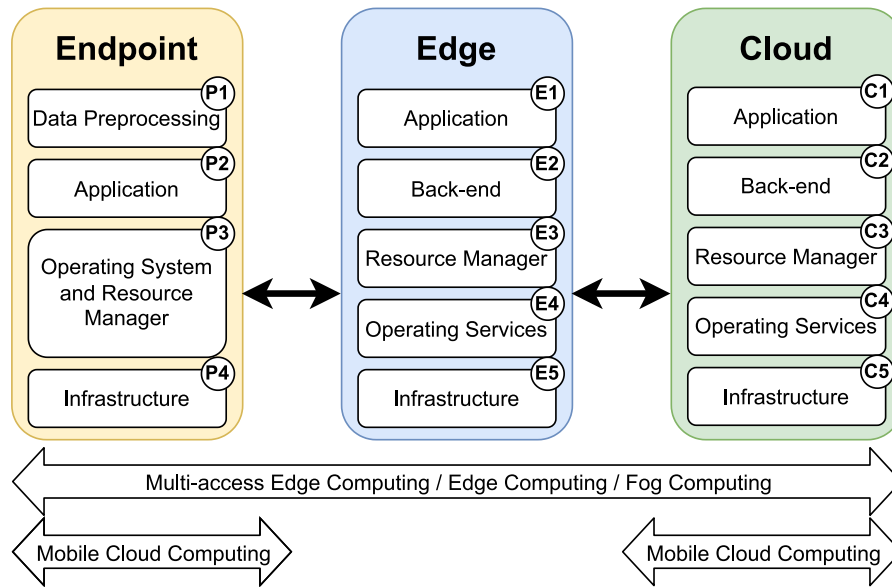 Endpoint
P1
Data Preprocessing
P2
Application
P3
Operating System
and Resource
Manager
P4
Infrastructure
Edge
E1
Application
E2
Back-end
E3
Resource Manager
E4
Operating Services
E5
Infrastructure
Cloud
C1
Application
C2
Back-end
C3
Resource Manager
C4
Operating Services
C5
Infrastructure
Multi-access Edge Computing / Edge Computing / Fog Computing
Mobile Cloud Computing
Mobile Cloud Computing